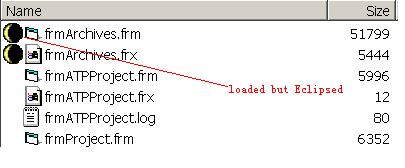 Name Size
frmArchives.frm 51799
frmArchives.frx 5444
frmATPProject.frm 5996
loaded but Eclipsed
frmATPProject.frx 12
frmATPProject.log 80
frmProject.frm 6352